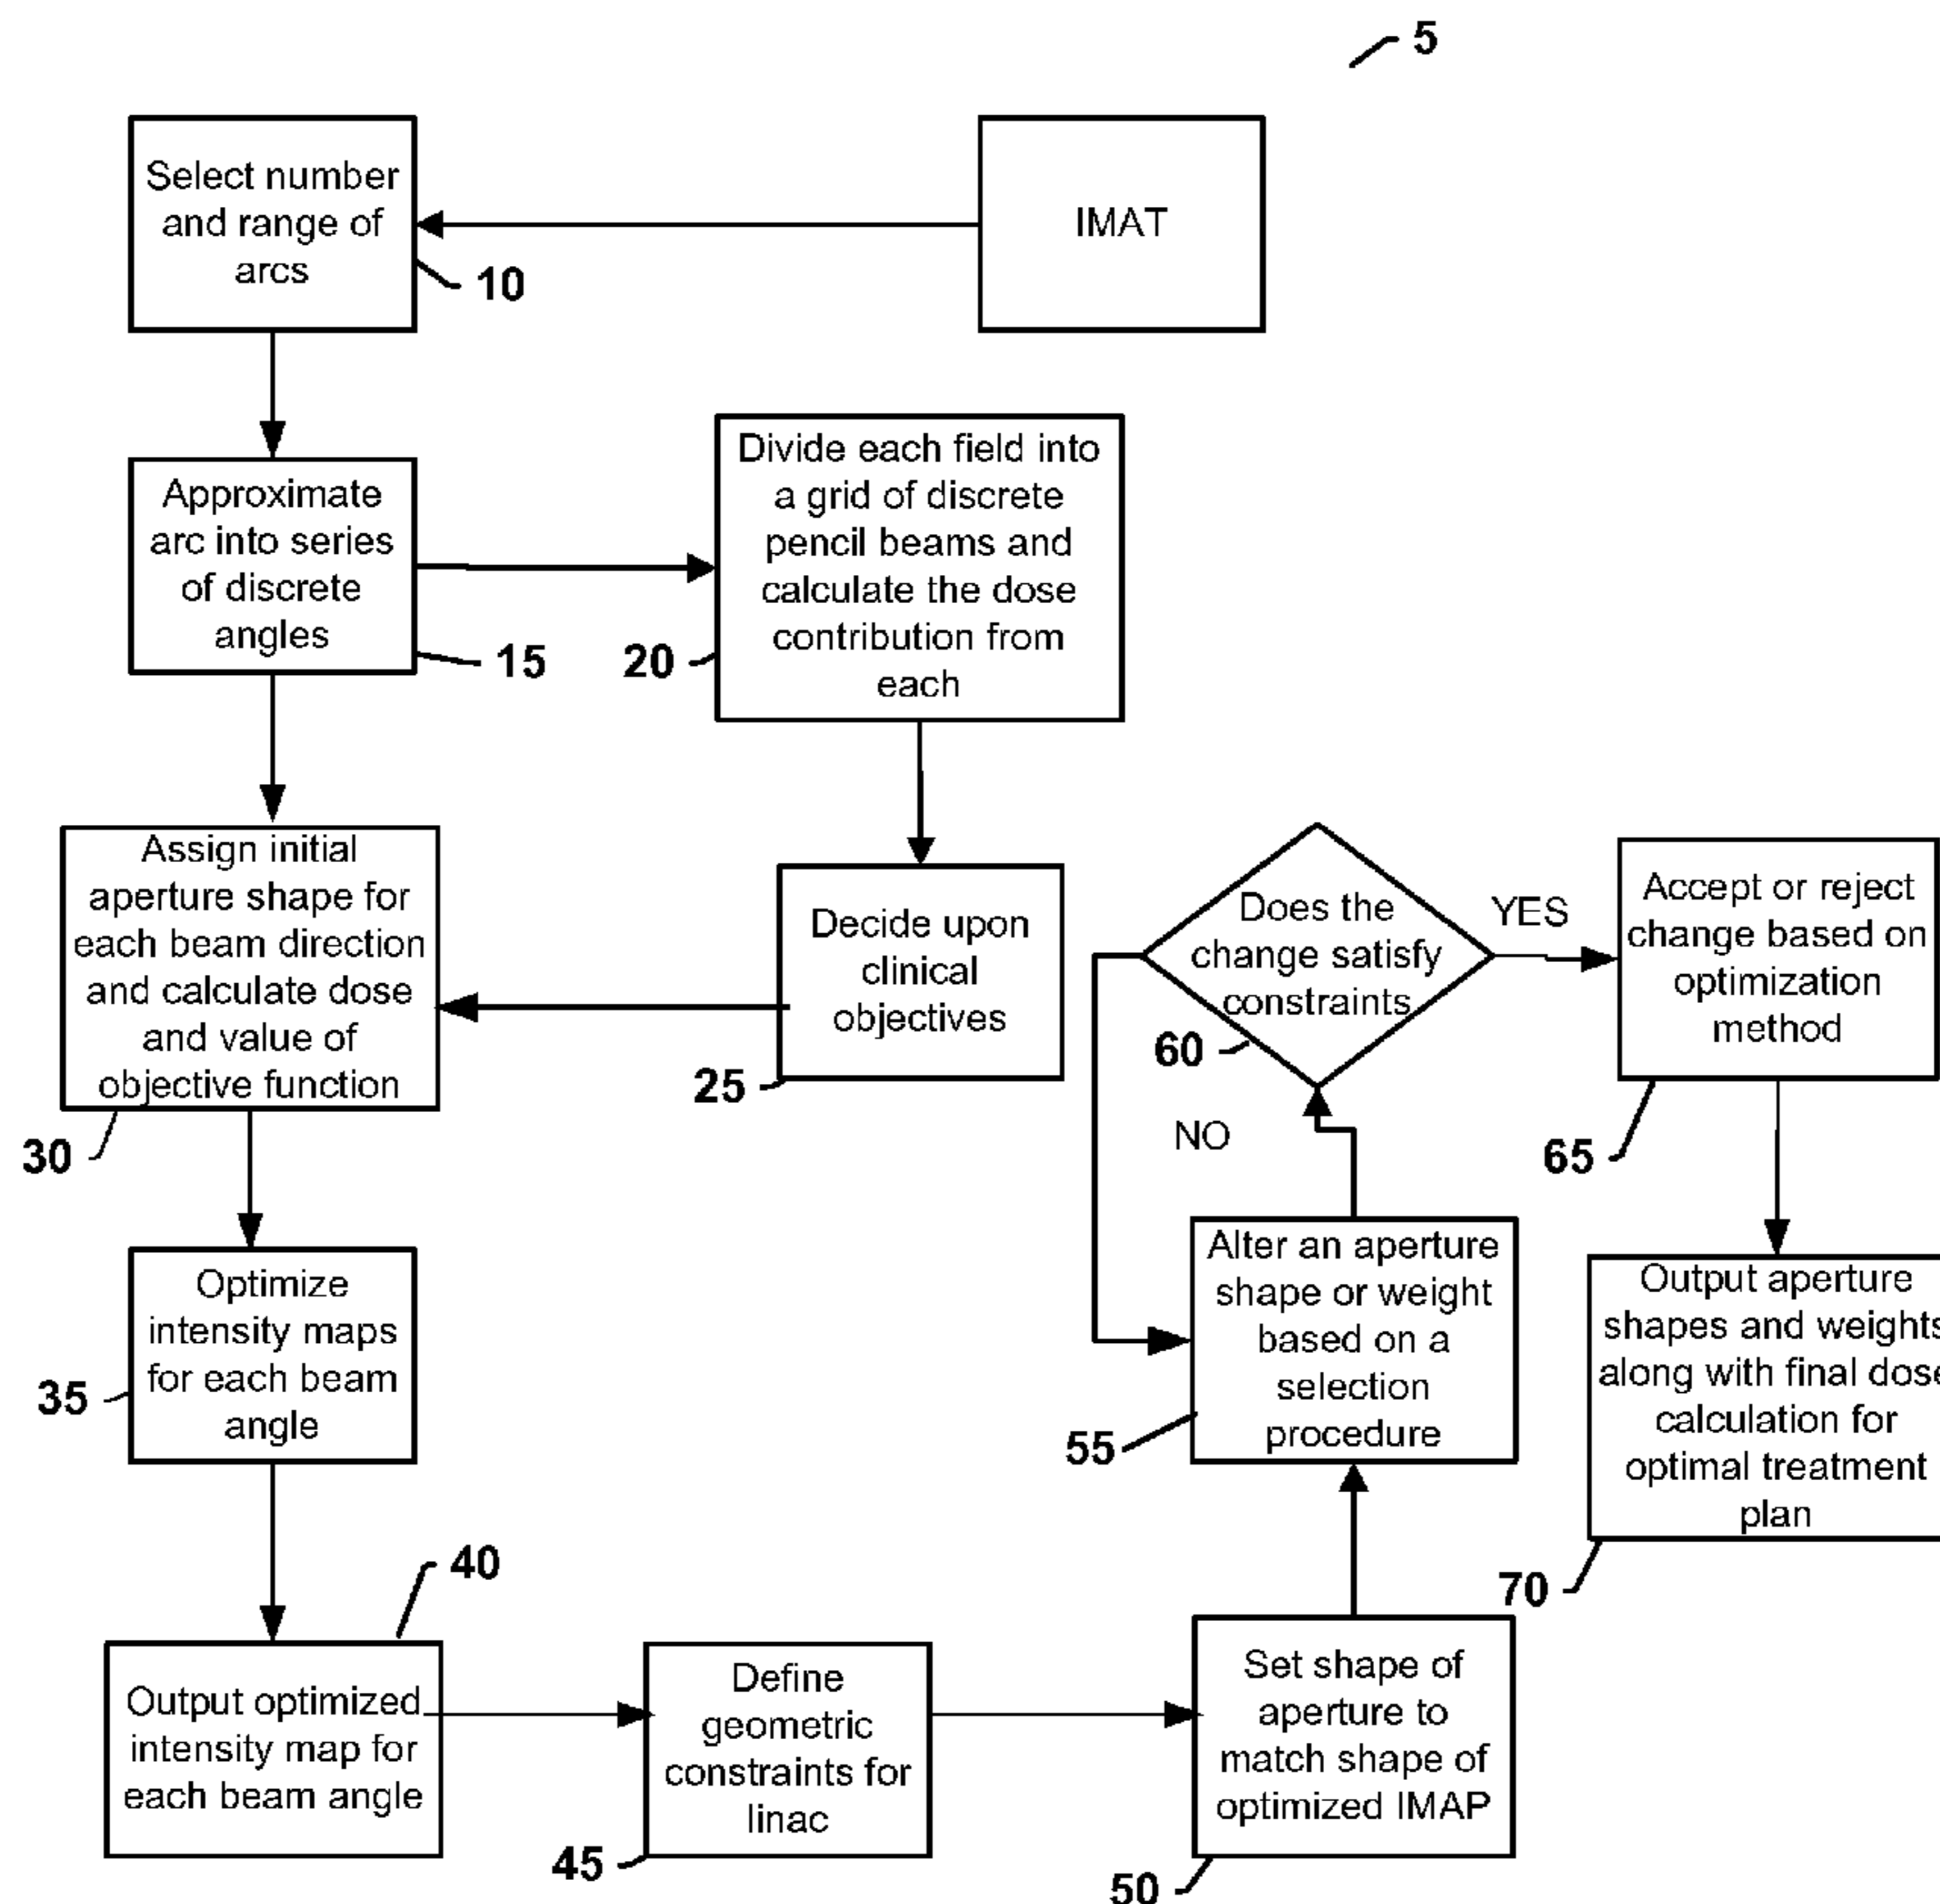 5
Select number
and range of
arcs
10
IMAT
Approximate
arc into series
of discrete
angles
15
Divide each field into
a grid of discrete
pencil beams and
calculate the dose
contribution from
each
20
Decide upon
clinical
objectives
25
Assign initial
aperture shape for
each beam direction
and calculate dose
and value of
objective function
30
Optimize
intensity maps
for each beam
angle
35
Output optimized
intensity map for
each beam angle
40
Define
geometric
constraints for
linac
45
Set shape of
aperture to
match shape of
optimized IMAP
50
Alter an aperture
shape or weight
based on a
selection
procedure
55
Does the
change satisfy
constraints
60
NO
YES
Accept or reject
change based on
optimization
method
65
Output aperture
shapes and weights
along with final dose
calculation for
optimal treatment
plan
70